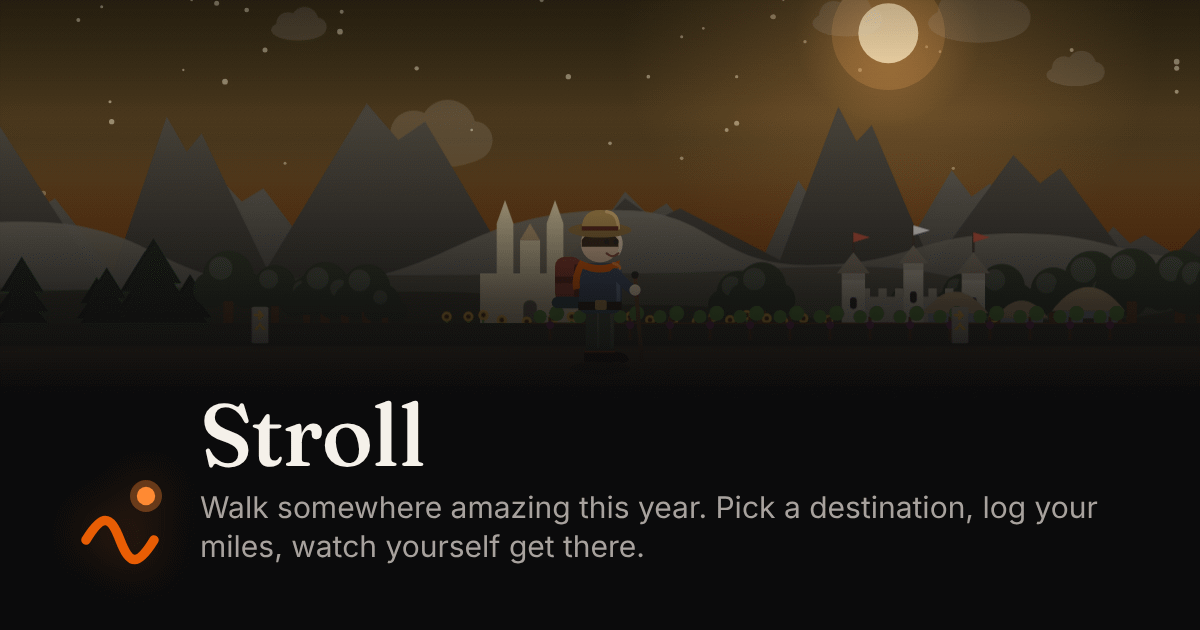 Stroll
Walk somewhere amazing this year. Pick a destination, log your
miles, watch yourself get there.